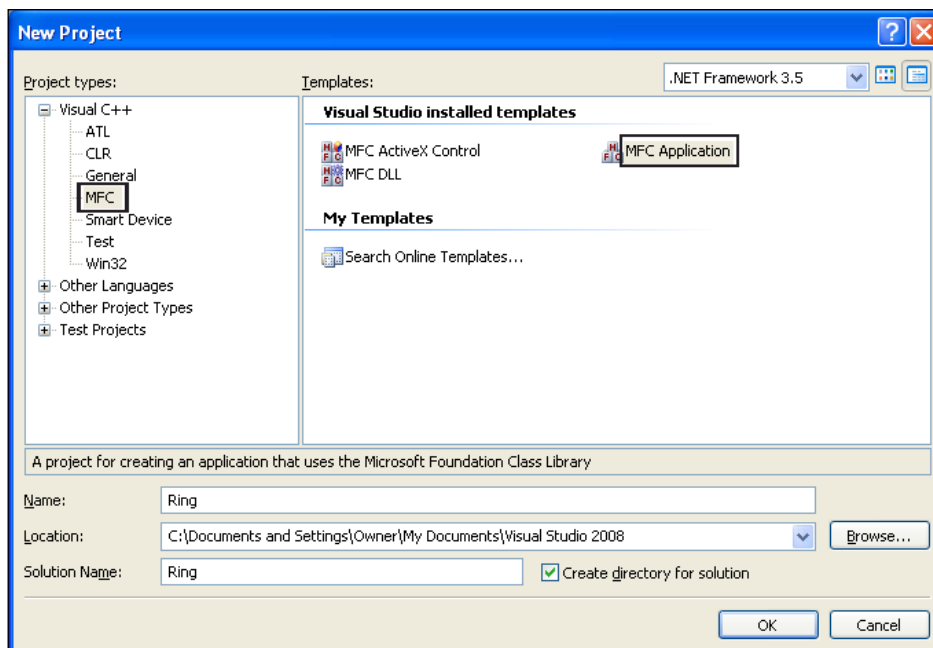 New Project
Project types:
Templates:
.NET Framework 3.5
Visual C++
ATL
CLR
General
MFC
Smart Device
Test
Win32
Other Languages
Other Project Types
Test Projects
Visual Studio installed templates
MFC ActiveX Control
MFC Application
MFC DLL
My Templates
Search Online Templates...
A project for creating an application that uses the Microsoft Foundation Class Library
Name:
Ring
Location:
C:\Documents and Settings\Owner\My Documents\Visual Studio 2008
Browse...
Solution Name:
Ring
Create directory for solution
OK
Cancel